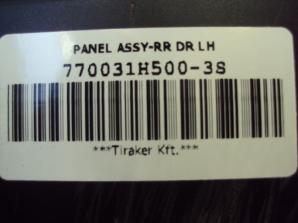 PANEL ASSY-RR DR LH
770031H500-3S
***Tiraker Kft.***